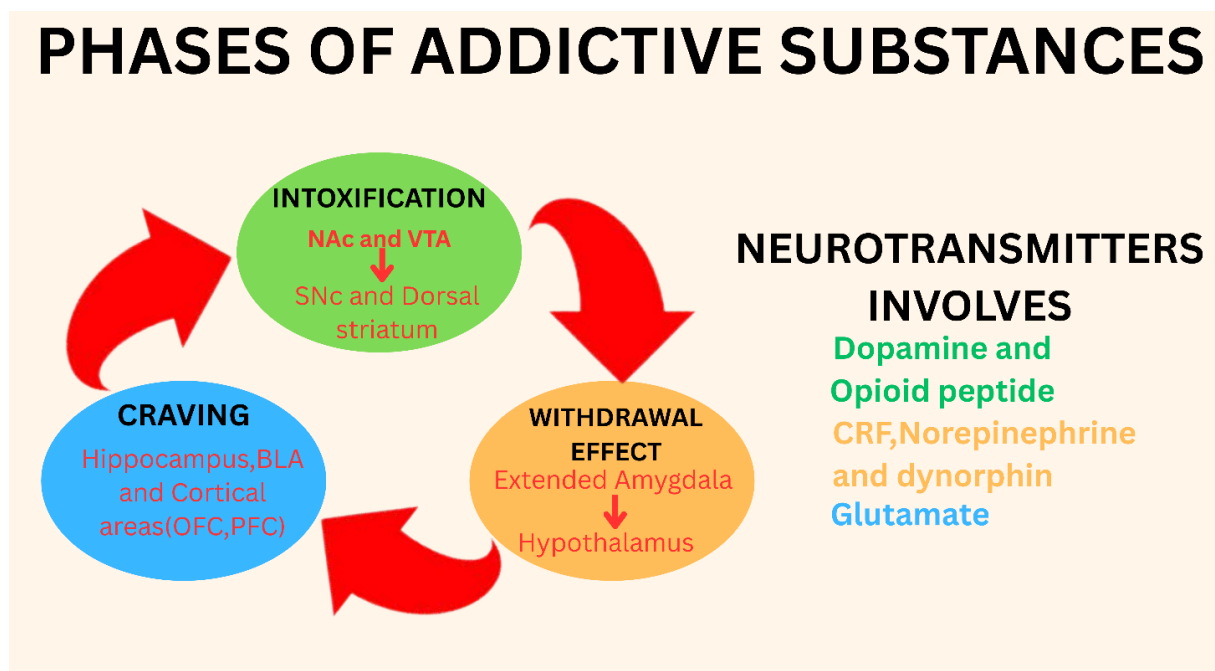 PHASES OF ADDICTIVE SUBSTANCES
INTOXIFICATION
NAc and VTA
SNc and Dorsal
striatum
WITHDRAWAL
EFFECT
Extended Amygdala
Hypothalamus
CRAVING
Hippocampus,BLA
and Cortical
areas(OFC,PFC)
NEUROTRANSMITTERS
INVOLVES
Dopamine and
Opioid peptide
CRF,Norepinephrine
and dynorphin
Glutamate